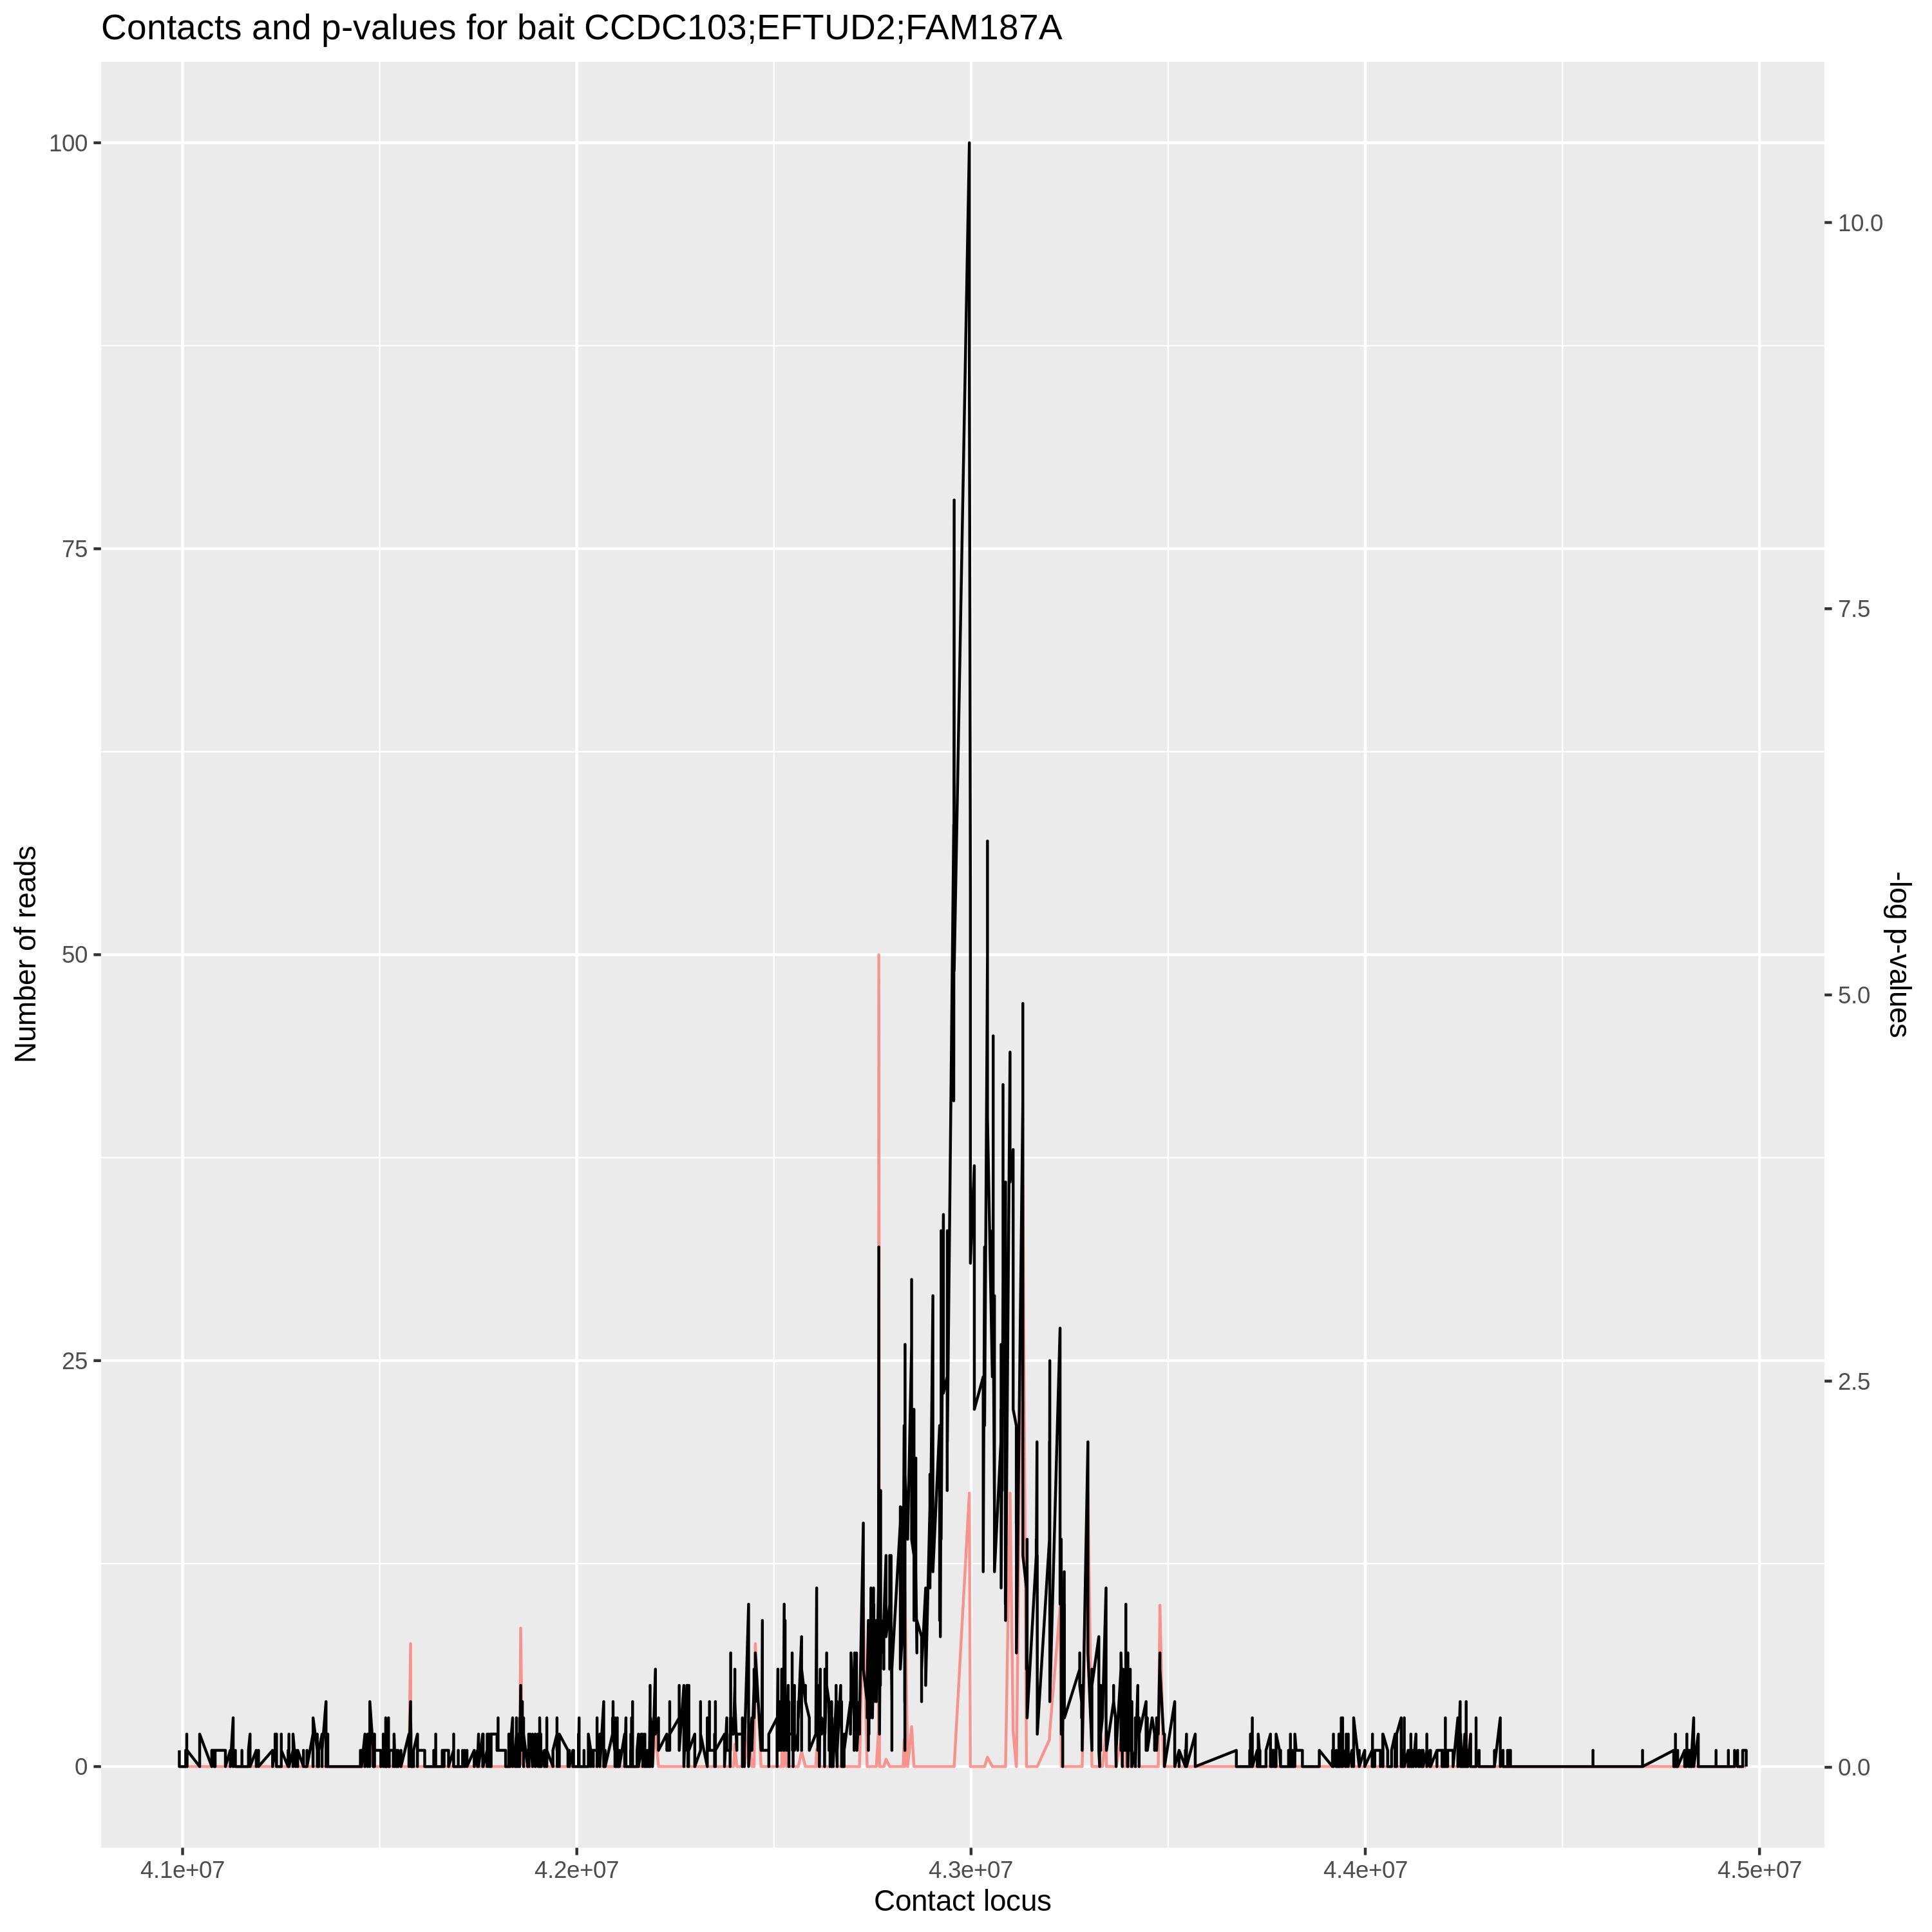 Contacts and p-values for bait CCDC103;EFTUD2;FAM187A
100
75
50
25
0
Number of reads
10.0
7.5
5.0
2.5
0.0
-log p-values
4.1e+07
4.2e+07
4.3e+07
4.4e+07
4.5e+07
Contact locus